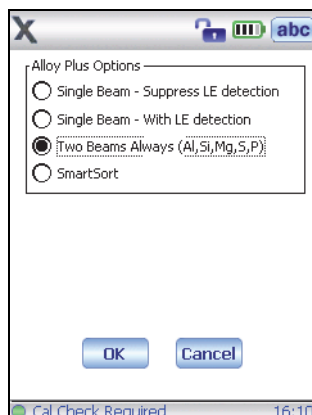 X
abc
Alloy Plus Options
Single Beam - Suppress LE detection
Single Beam - With LE detection
Two Beams Always (Al,Si,Mg,S,P)
SmartSort
OK
Cancel
Cal Check Required
16:10